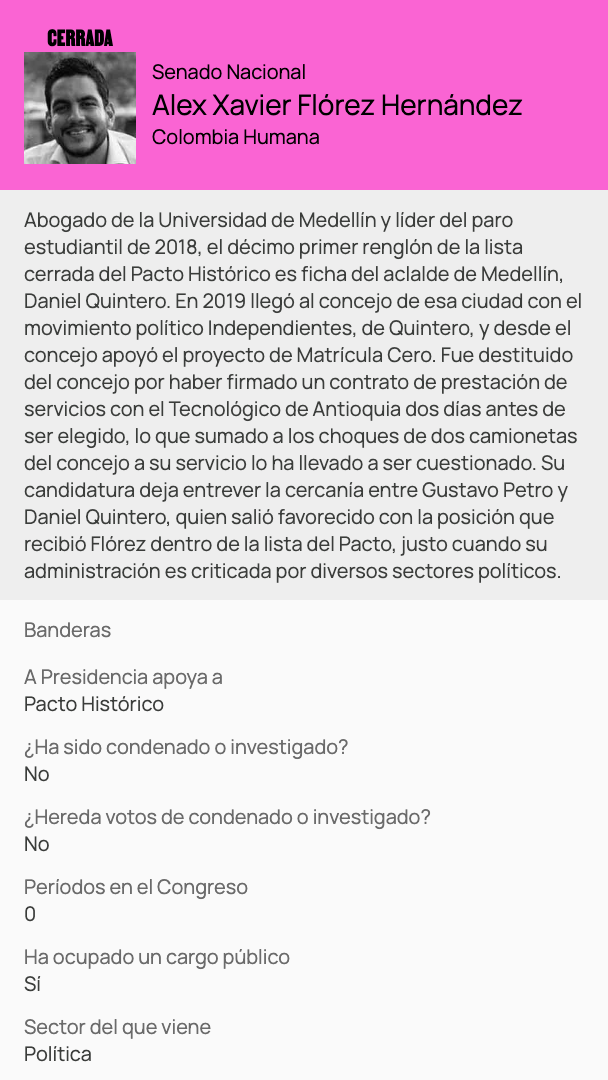 CERRADA
Senado Nacional
Alex Xavier Flórez Hernández
Colombia Humana
Abogado de la Universidad de Medellín y líder del paro
estudiantil de 2018, el décimo primer renglón de la lista
cerrada del Pacto Histórico es ficha del aclalde de Medellín,
Daniel Quintero. En 2019 llegó al concejo de esa ciudad con el
movimiento político Independientes, de Quintero, y desde el
concejo apoyó el proyecto de Matrícula Cero. Fue destituido
del concejo por haber firmado un contrato de prestación de
servicios con el Tecnológico de Antioquia dos días antes de
ser elegido, lo que sumado a los choques de dos camionetas
del concejo a su servicio lo ha llevado a ser cuestionado. Su
candidatura deja entrever la cercanía entre Gustavo Petro y
Daniel Quintero, quien salió favorecido con la posición que
recibió Flórez dentro de la lista del Pacto, justo cuando su
administración es criticada por diversos sectores políticos.
Banderas
A Presidencia apoya a
Pacto Histórico
¿Ha sido condenado o investigado?
No
¿Hereda votos de condenado o investigado?
No
Períodos en el Congreso
0
Ha ocupado un cargo público
Sí
Sector del que viene
Política